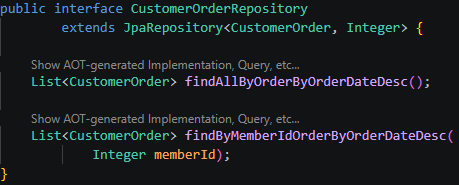 public interface CustomerOrderRepository
extends JpaRepository<CustomerOrder, Integer> {
Show AOT-generated Implementation, Query, etc...
List<CustomerOrder> findAllByOrderByOrderDateDesc();
Show AOT-generated Implementation, Query, etc...
List<CustomerOrder> findByMemberIdOrderByOrderDateDesc(
Integer memberId);
}